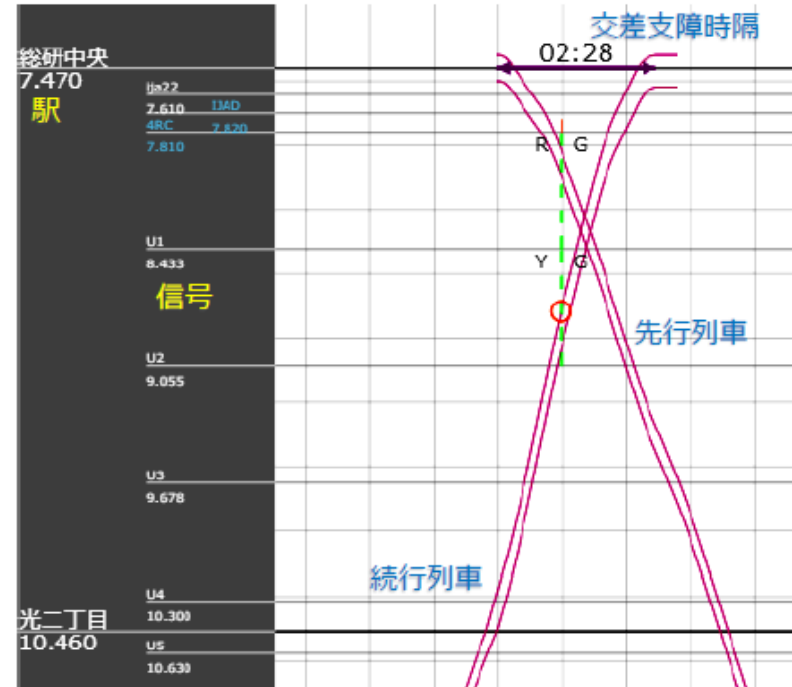 交差支障時隔
総研中央
7.470
駅
02:28
ija22
7.610
IJAD
4RC
7.820
7.810
R G
U1
8.433
Y G
信号
先行列車
U2
9.055
U3
9.678
続行列車
U4
10.300
光二丁目
10.460
U5
10.630